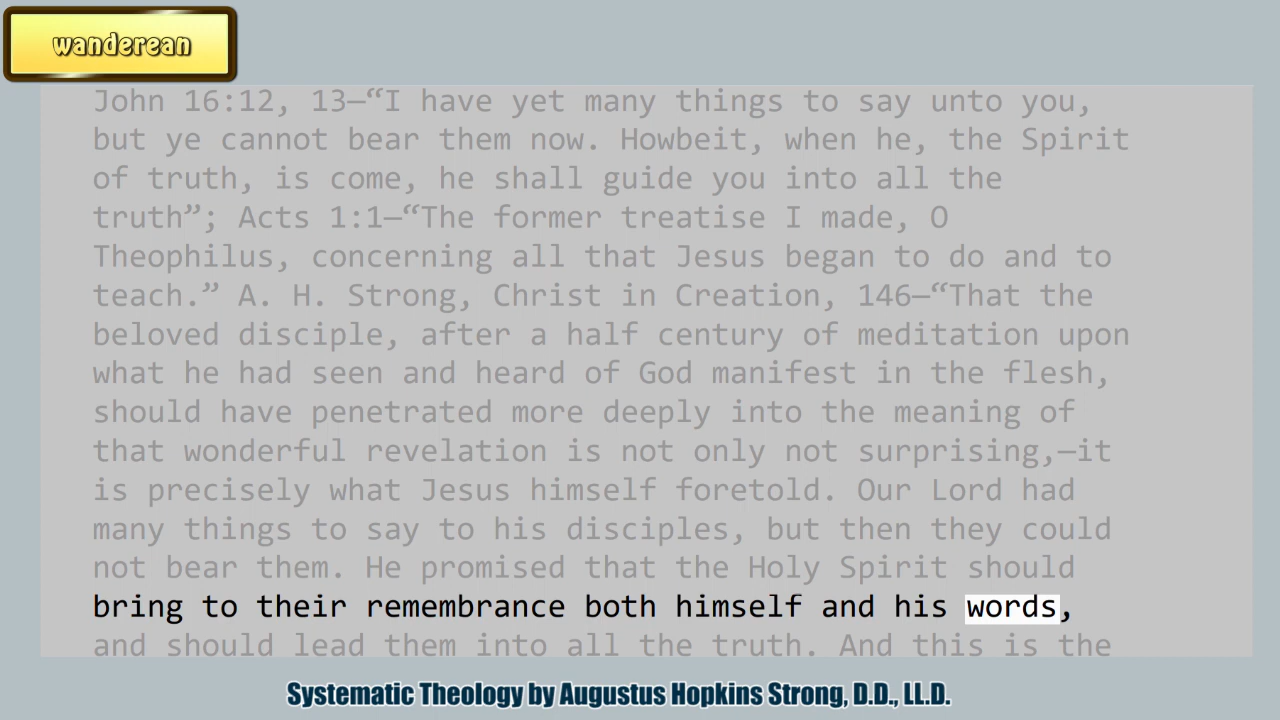 wanderean
John 16:12, 13—“I have yet many things to say unto you,
but ye cannot bear them now. Howbeit, when he, the Spirit
of truth, is come, he shall guide you into all the
truth”; Acts 1:1—“The former treatise I made, O
Theophilus, concerning all that Jesus began to do and to
teach.” A. H. Strong, Christ in Creation, 146—“That the
beloved disciple, after a half century of meditation upon
what he had seen and heard of God manifest in the flesh,
should have penetrated more deeply into the meaning of
that wonderful revelation is not only not surprising,—it
is precisely what Jesus himself foretold. Our Lord had
many things to say to his disciples, but then they could
not bear them. He promised that the Holy Spirit should
bring to their remembrance both himself and his words,
and should lead them into all the truth. And this is the
Systematic Theology by Augustus Hopkins Strong, D.D., LL.D.